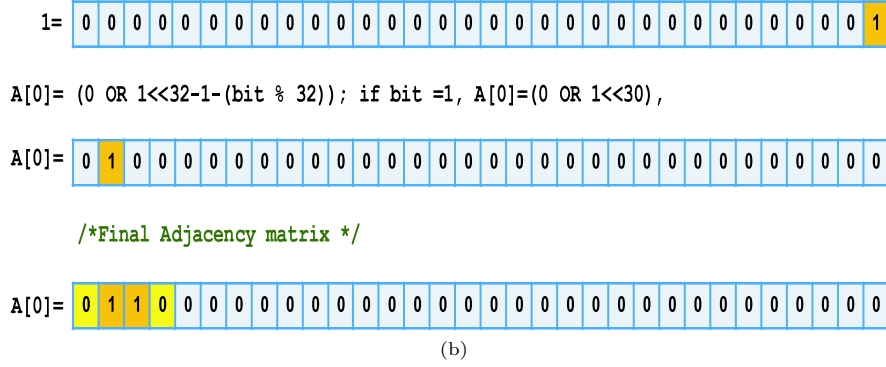 1= 0 0 0 0 0 0 0 0 0 0 0 0 0 0 0 0 0 0 0 0 0 0 0 0 0 0 0 0 0 0 0 1
A[0]= (0 OR 1<<32-1-(bit % 32)); if bit =1, A[0]=(0 OR 1<<30),
A[0]= 0 1 0 0 0 0 0 0 0 0 0 0 0 0 0 0 0 0 0 0 0 0 0 0 0 0 0 0 0 0 0 0
/*Final Adjacency matrix */
A[0]= 0 1 1 0 0 0 0 0 0 0 0 0 0 0 0 0 0 0 0 0 0 0 0 0 0 0 0 0 0 0 0 0
(b)